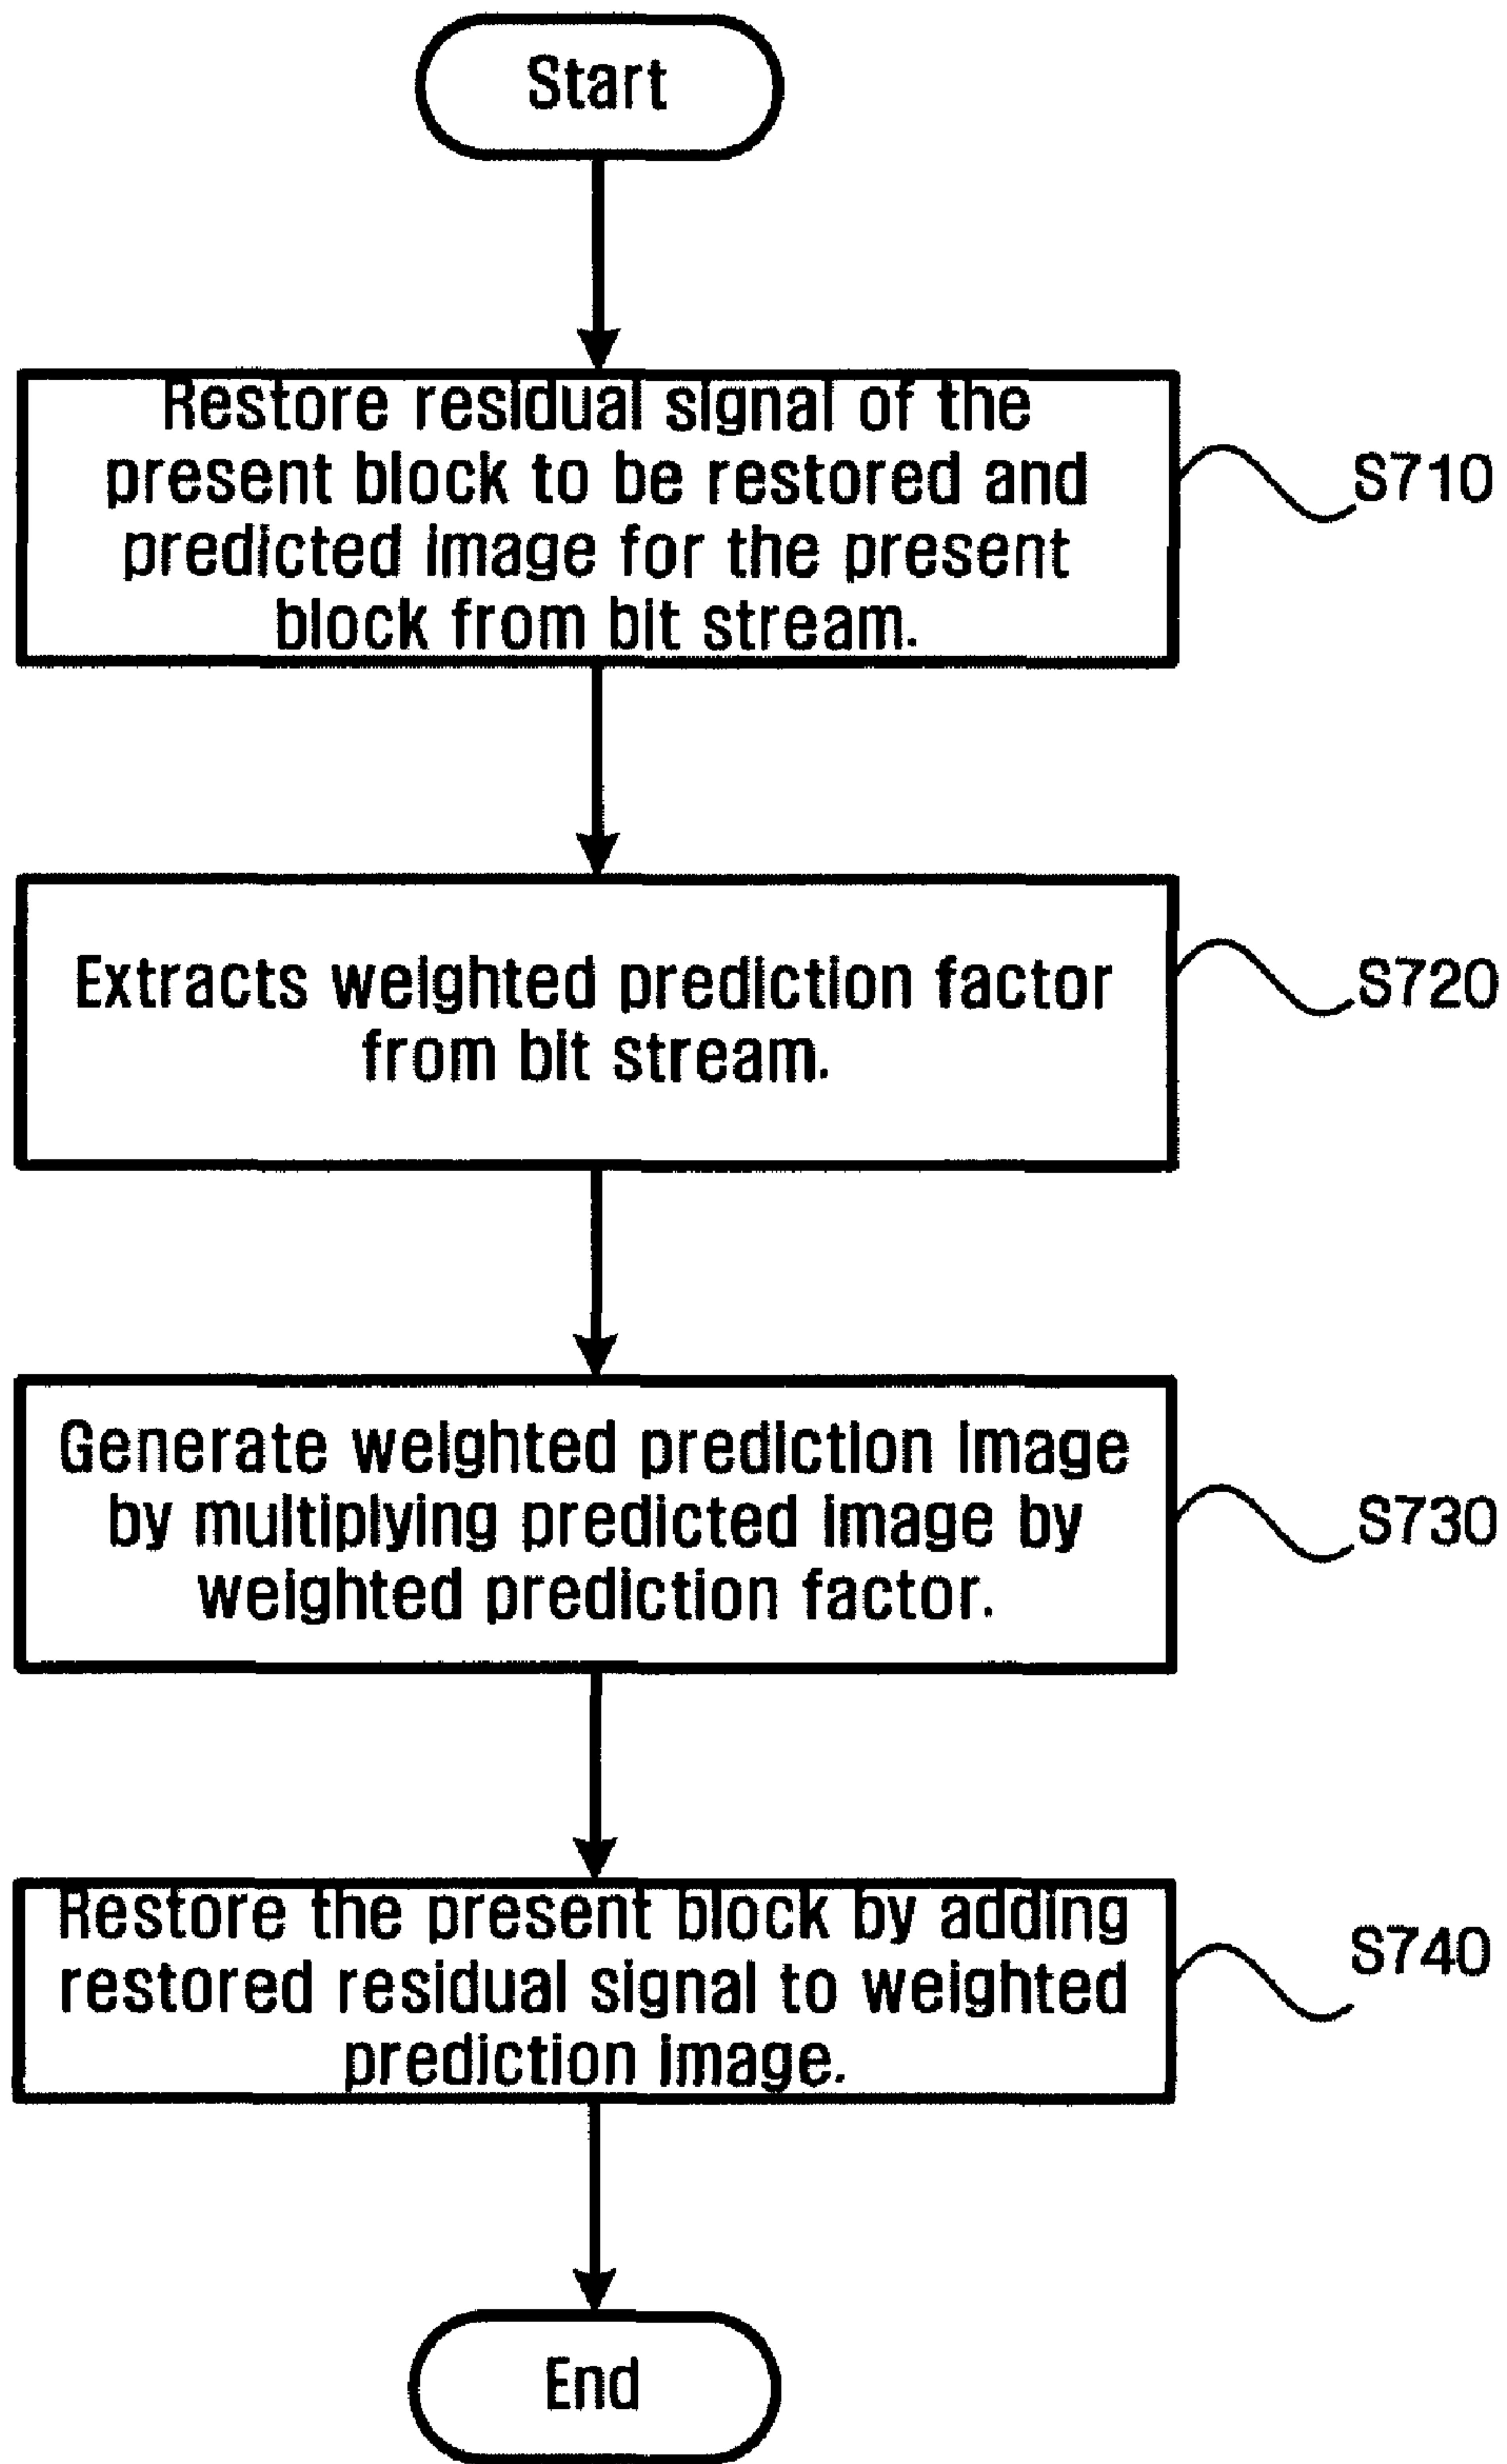 Start
Restore residual signal of the
present block to be restored and
predicted image for the present
block from bit stream.
S710
Extracts weighted prediction factor
from bit stream.
S720
Generate weighted prediction image
by multiplying predicted image by
weighted prediction factor.
S730
Restore the present block by adding
restored residual signal to weighted
prediction image.
S740
End